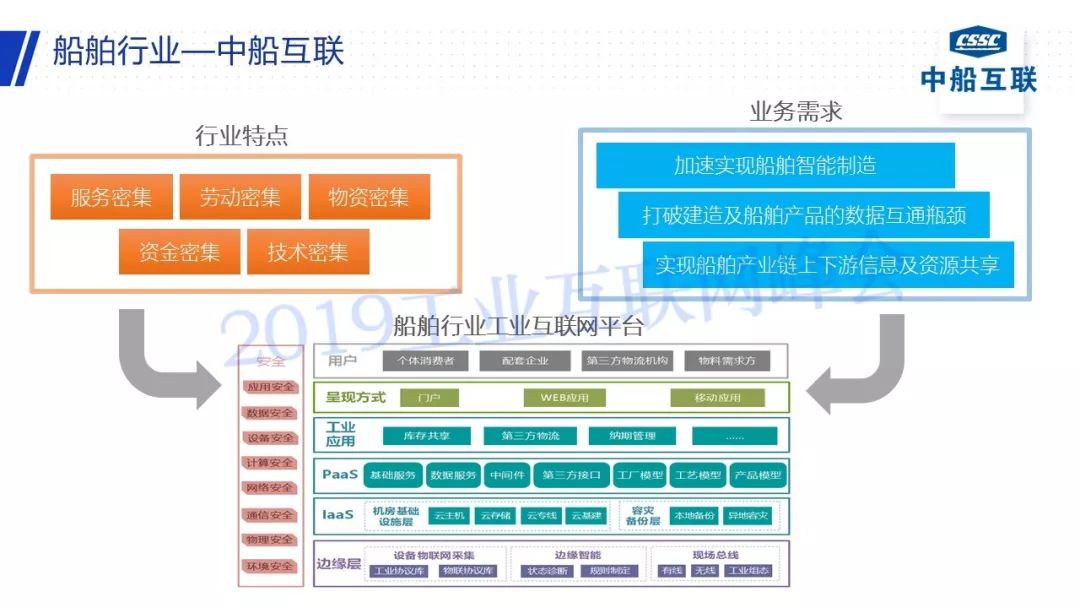 船舶行业—中船互联
CSSC
中船互联
行业特点
服务密集 劳动密集 物资密集
资金密集 技术密集
业务需求
加速实现船舶智能制造
打破建造及船舶产品的数据互通瓶颈
实现船舶产业链上下游信息及资源共享
2019工业互联网峰会
船舶行业工业互联网平台
安全
应用安全
数据安全
设备安全
计算安全
网络安全
通信安全
物理安全
环境安全
用户 个体消费者 配套企业 第三方物流机构 物料需求方
呈现方式 门户 WEB应用 移动应用
工业应用 库存共享 第三方物流 纳期管理 ……
PaaS 基础服务 数据服务 中间件 第三方接口 工厂模型 工艺模型 产品模型
IaaS 机房基础设施层 云主机 云存储 云专线 云基建 容灾备份层 本地备份 异地容灾
边缘层 设备物联网采集 边缘智能 现场总线
工业协议库 物联协议库 状态诊断 规则制定 有线 无线 工业组态